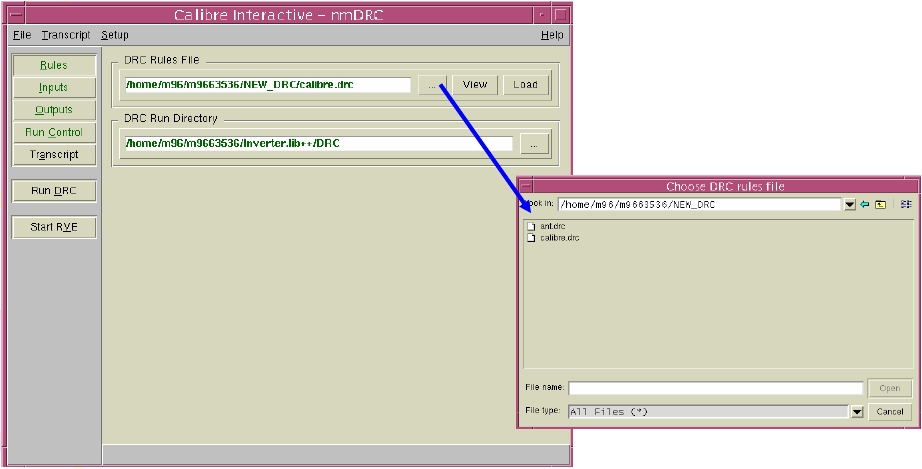 Calibre Interactive - nmDRC
File Transcript Setup Help
Rules
Inputs
Outputs
Run Control
Transcript
Run DRC
Start RVE
DRC Rules File
/home/m96/m9663536/NEW_DRC/calibre.drc ... View Load
DRC Run Directory
/home/m96/m9663536/Inverter.lib++/DRC ...
Choose DRC rules file
ook in: /home/m96/m9663536/NEW_DRC
ant.drc
calibre.drc
File name: Open
File type: All Files (*) Cancel